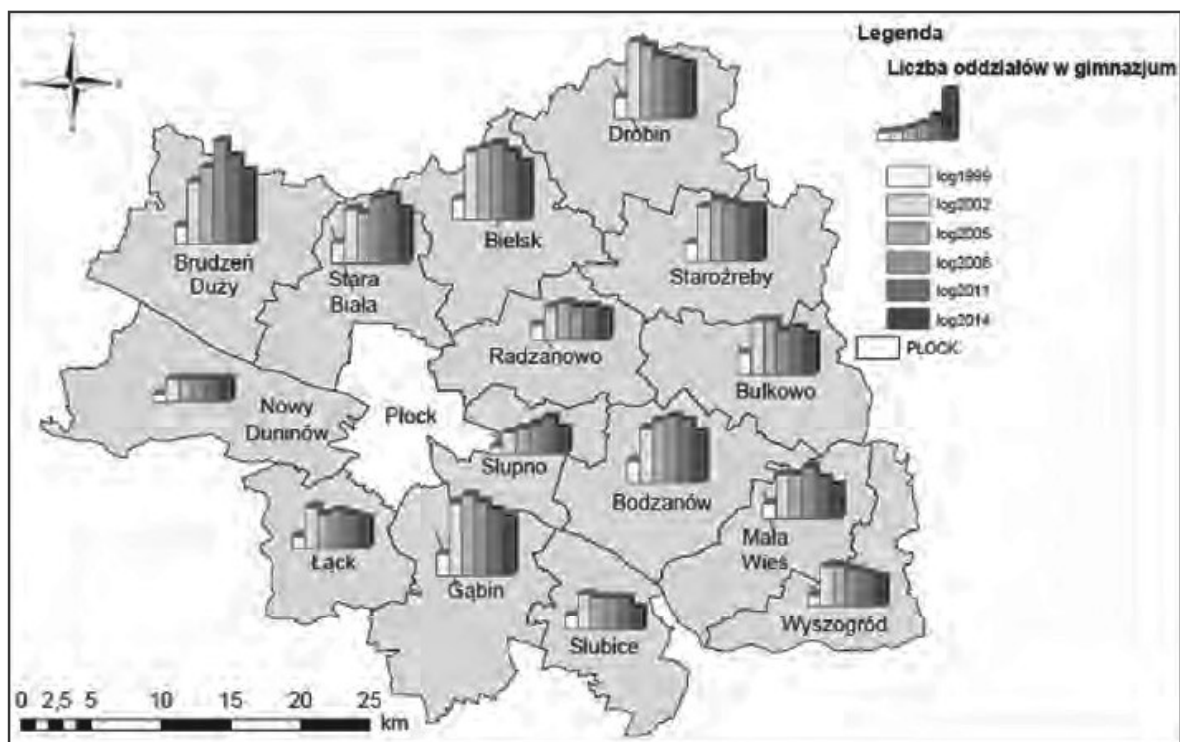 Legenda
Liczba oddziałów w gimnazjum
log1999
log2002
log2005
log2008
log2011
log2014
PŁOCK
Drobin
Bielsk
Brudzeń
Duży
Stara
Biała
Staroźreby
Radzanowo
Bulkowo
Nowy
Duninów
Płock
Słupno
Bodzanów
Mała
Wieś
Łąck
Gąbin
Wyszogród
Słubice
0 2,5 5 10 15 20 25
km